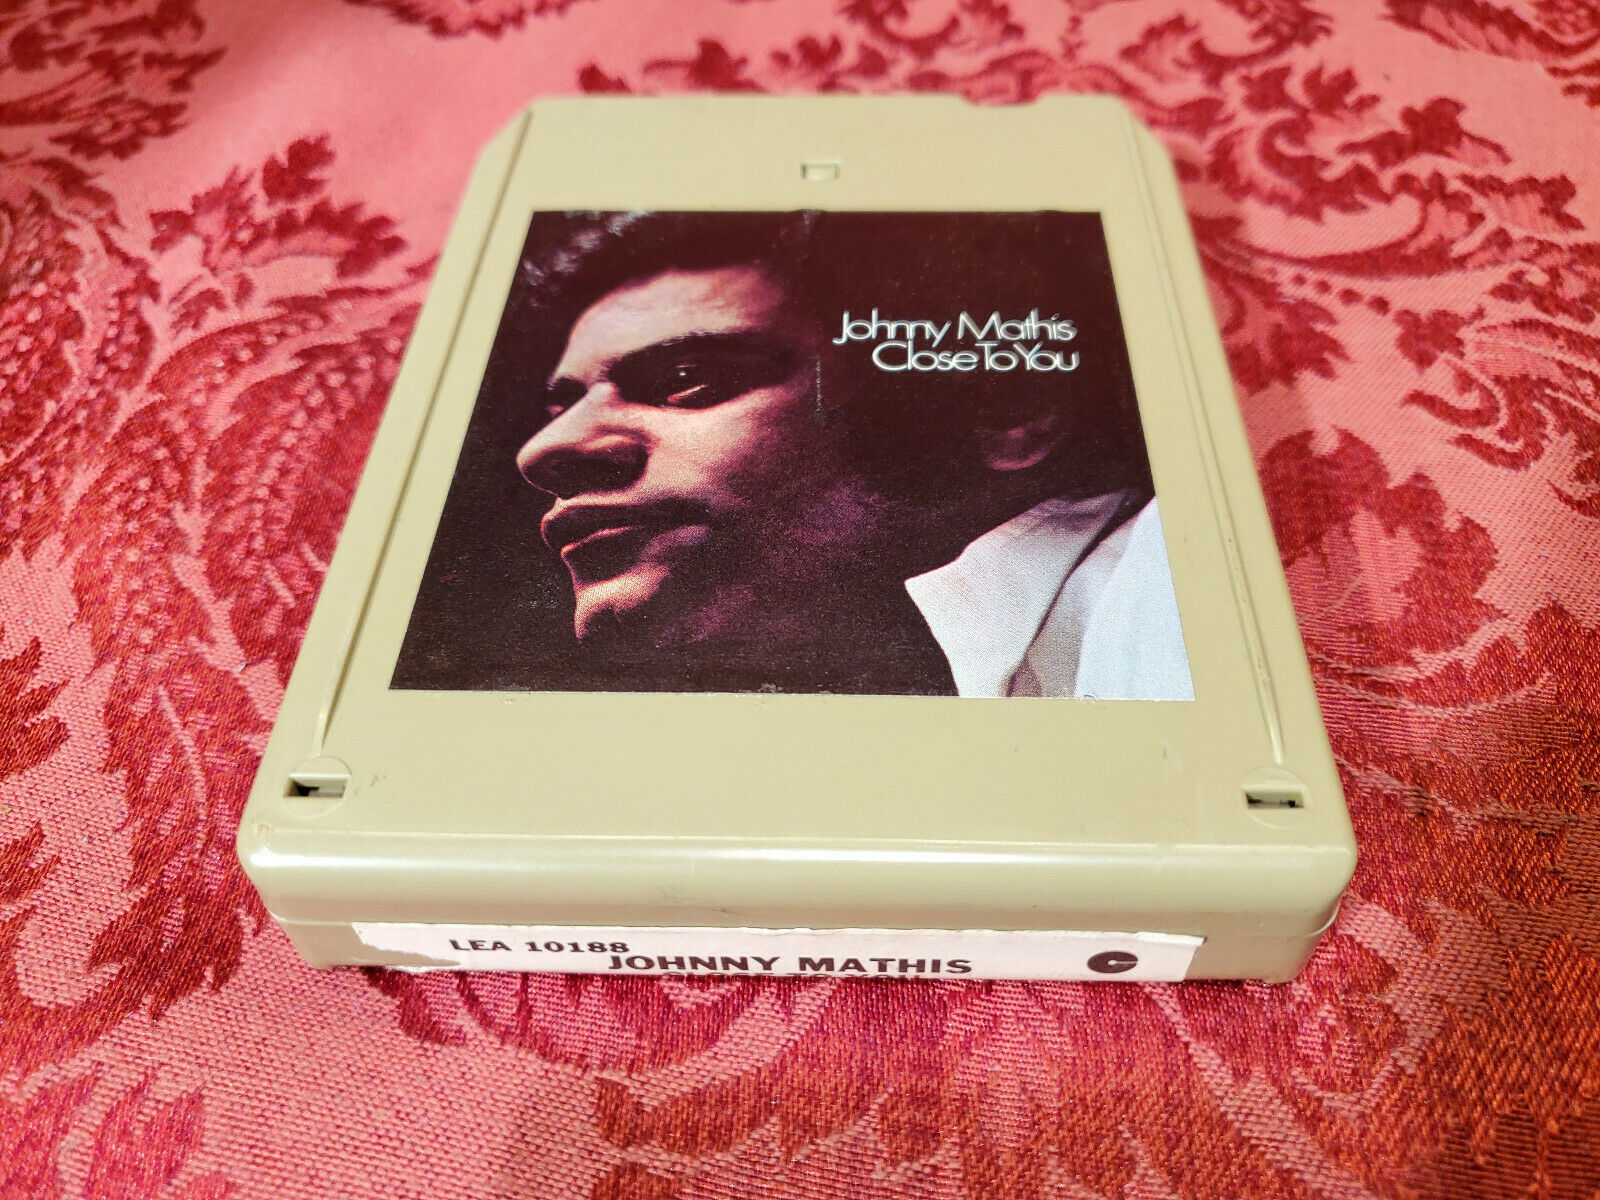 Johnny Mathis
Close To You
LEA 10188
JOHNNY MATHIS